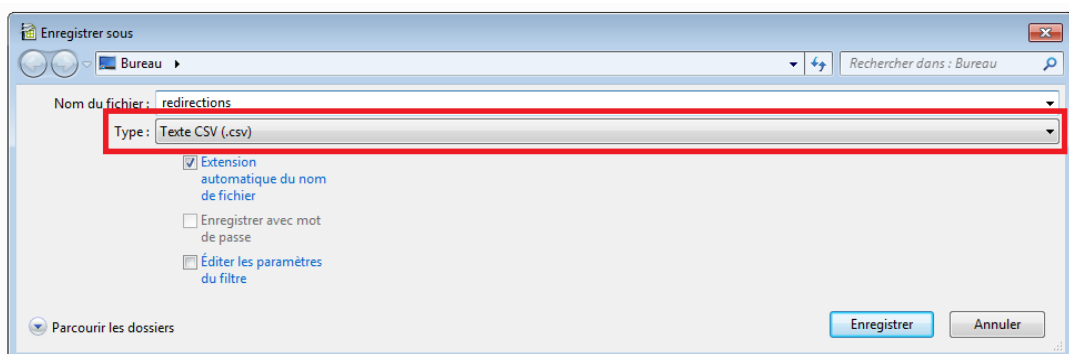 Enregistrer sous
Bureau
Rechercher dans : Bureau
Nom du fichier : redirections
Type : Texte CSV (.csv)
Extension
automatique du nom
de fichier
Enregistrer avec mot
de passe
Éditer les paramètres
du filtre
Parcourir les dossiers
Enregistrer
Annuler